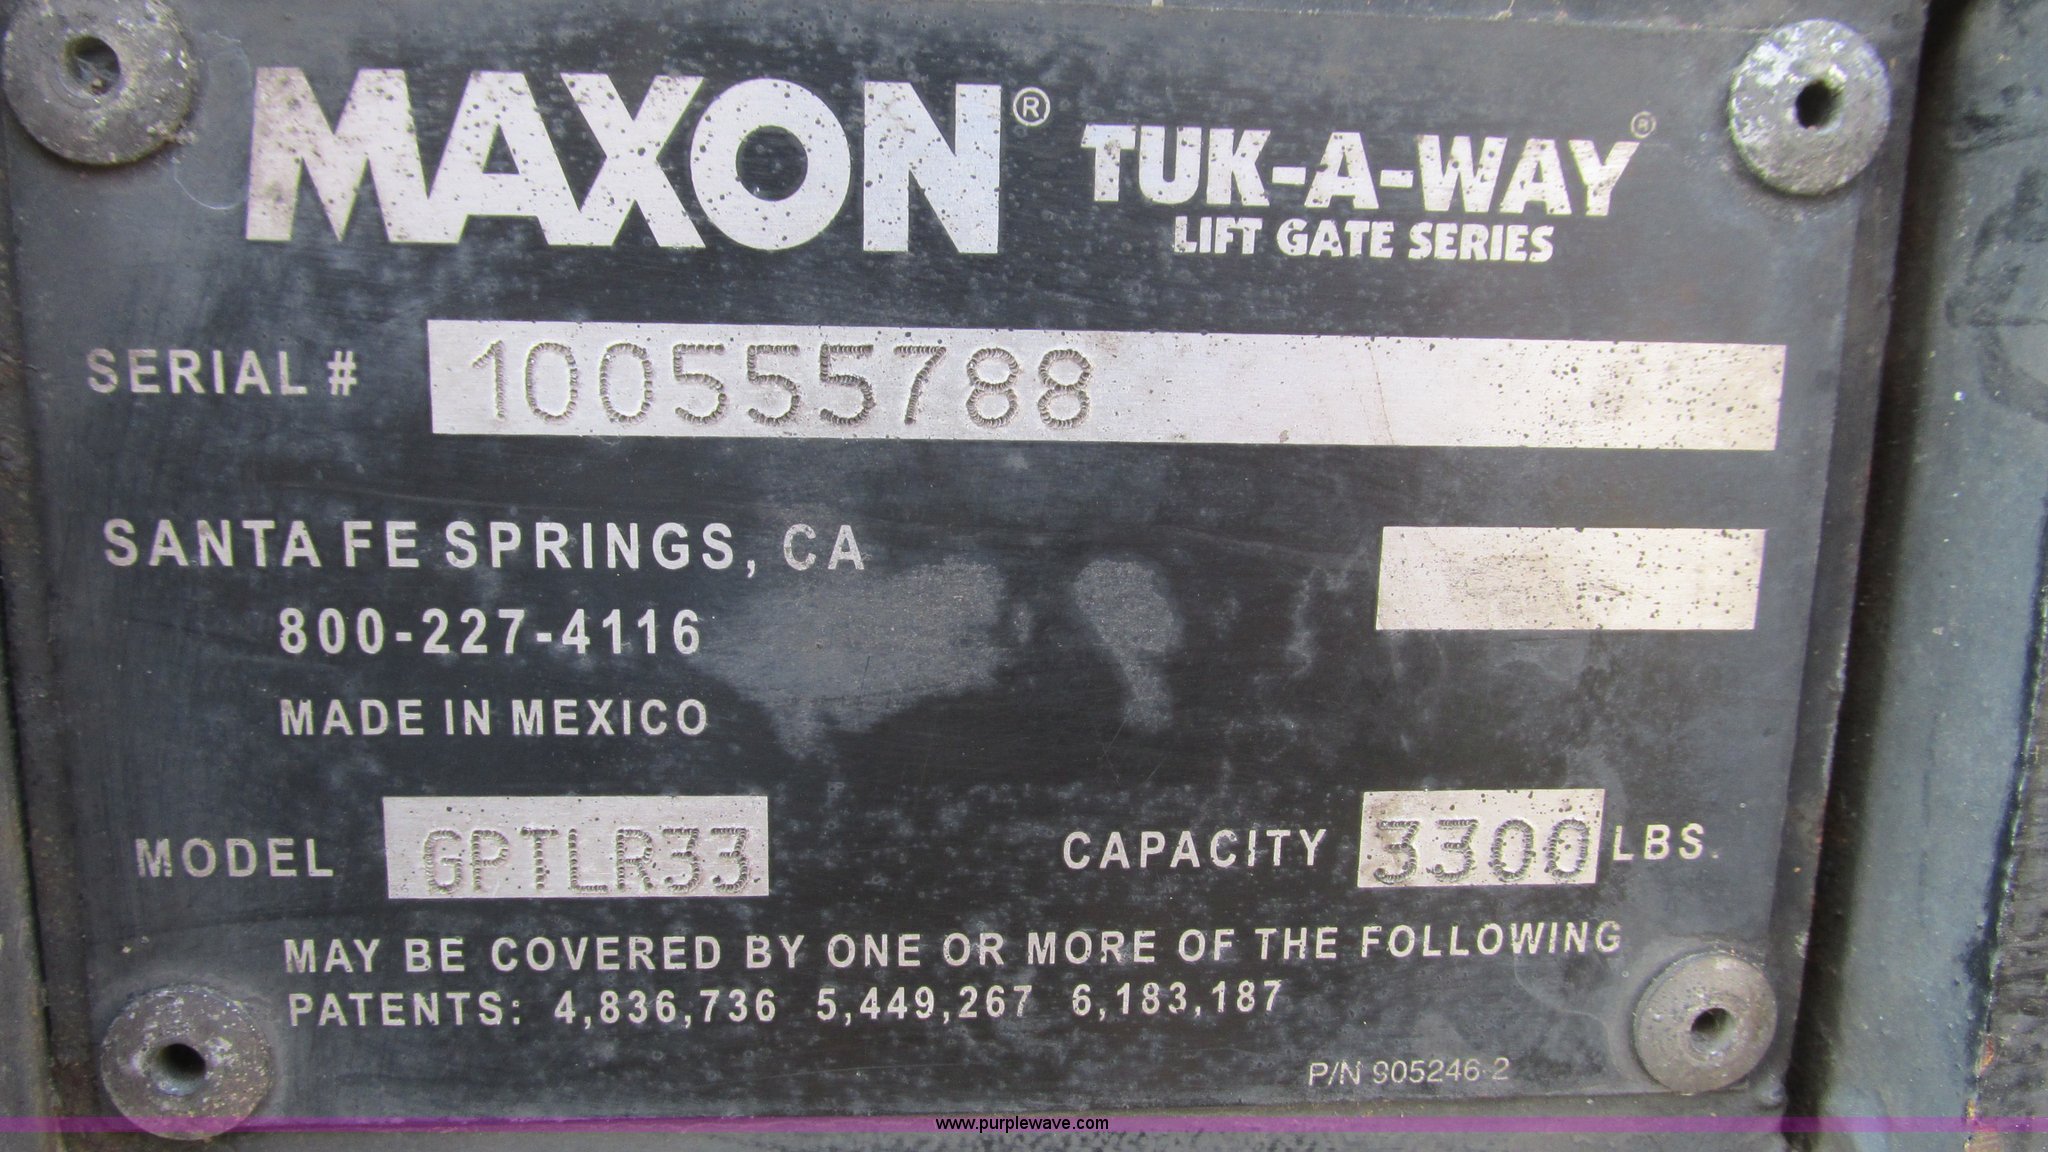 MAXON® TUK-A-WAY®
LIFT GATE SERIES
SERIAL # 100555788
SANTA FE SPRINGS, CA
800-227-4116
MADE IN MEXICO
MODEL GPTLR33 CAPACITY 3300 LBS.
MAY BE COVERED BY ONE OR MORE OF THE FOLLOWING
PATENTS: 4,836,736 5,449,267 6,183,187
P/N 905246-2
www.purplewave.com